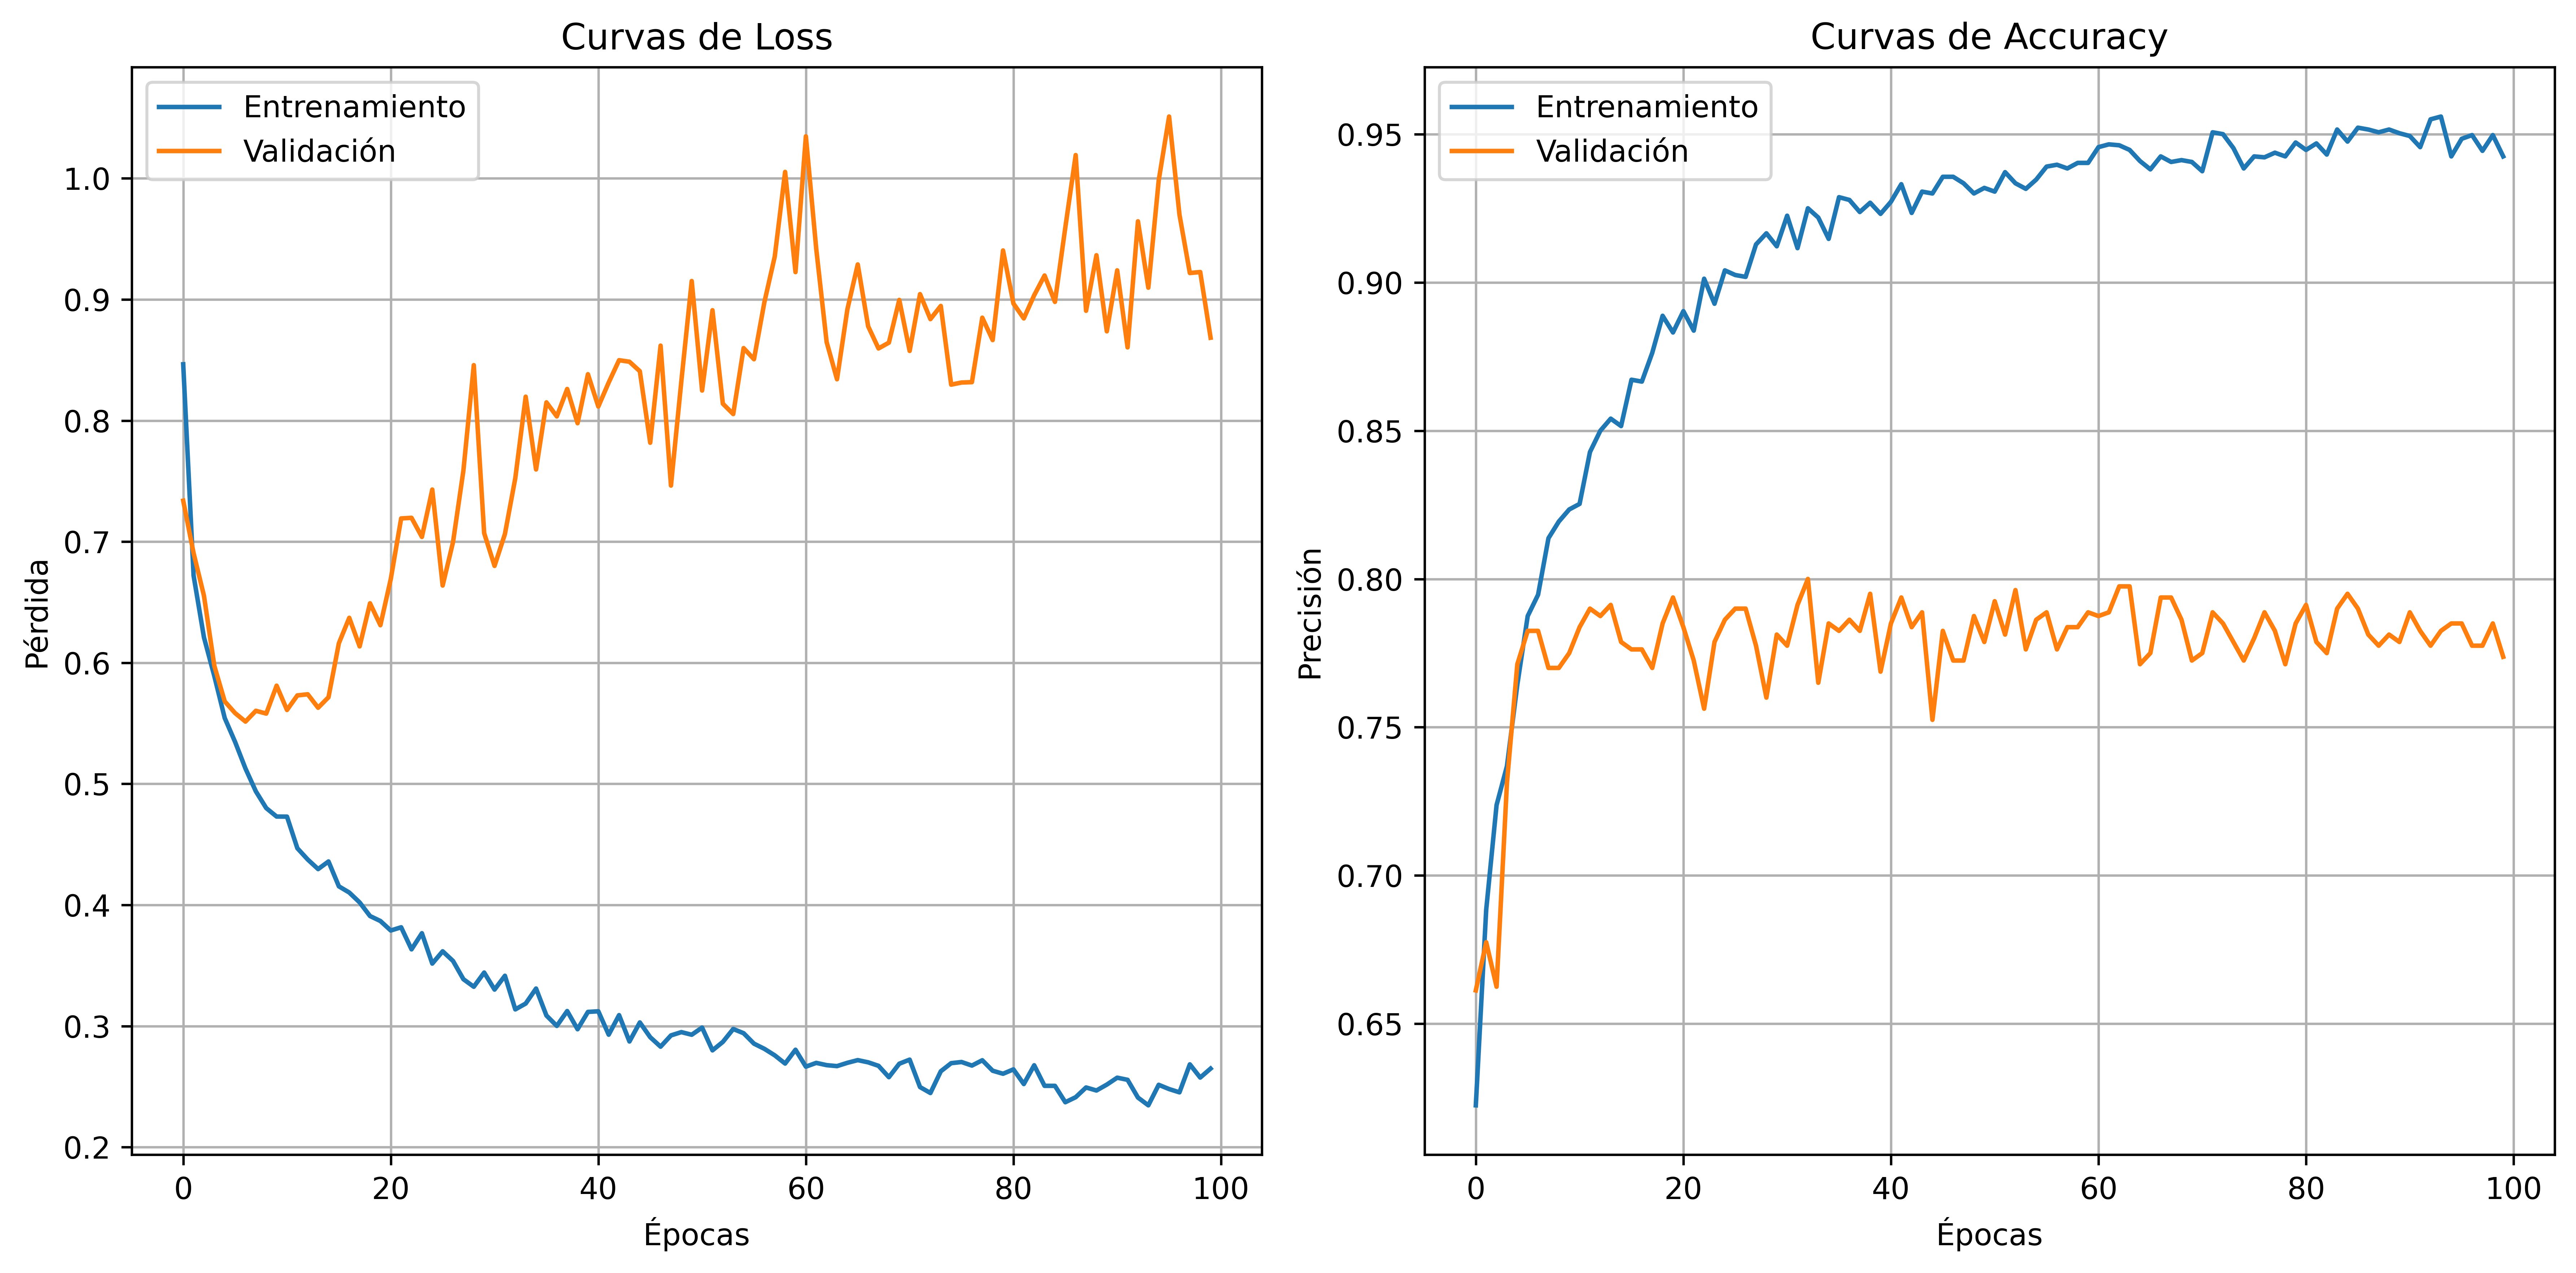 Curvas de Loss
Entrenamiento
Validación
Pérdida
1.0
0.9
0.8
0.7
0.6
0.5
0.4
0.3
0.2
0 20 40 60 80 100
Épocas
Curvas de Accuracy
Entrenamiento
Validación
Precisión
0.95
0.90
0.85
0.80
0.75
0.70
0.65
0 20 40 60 80 100
Épocas